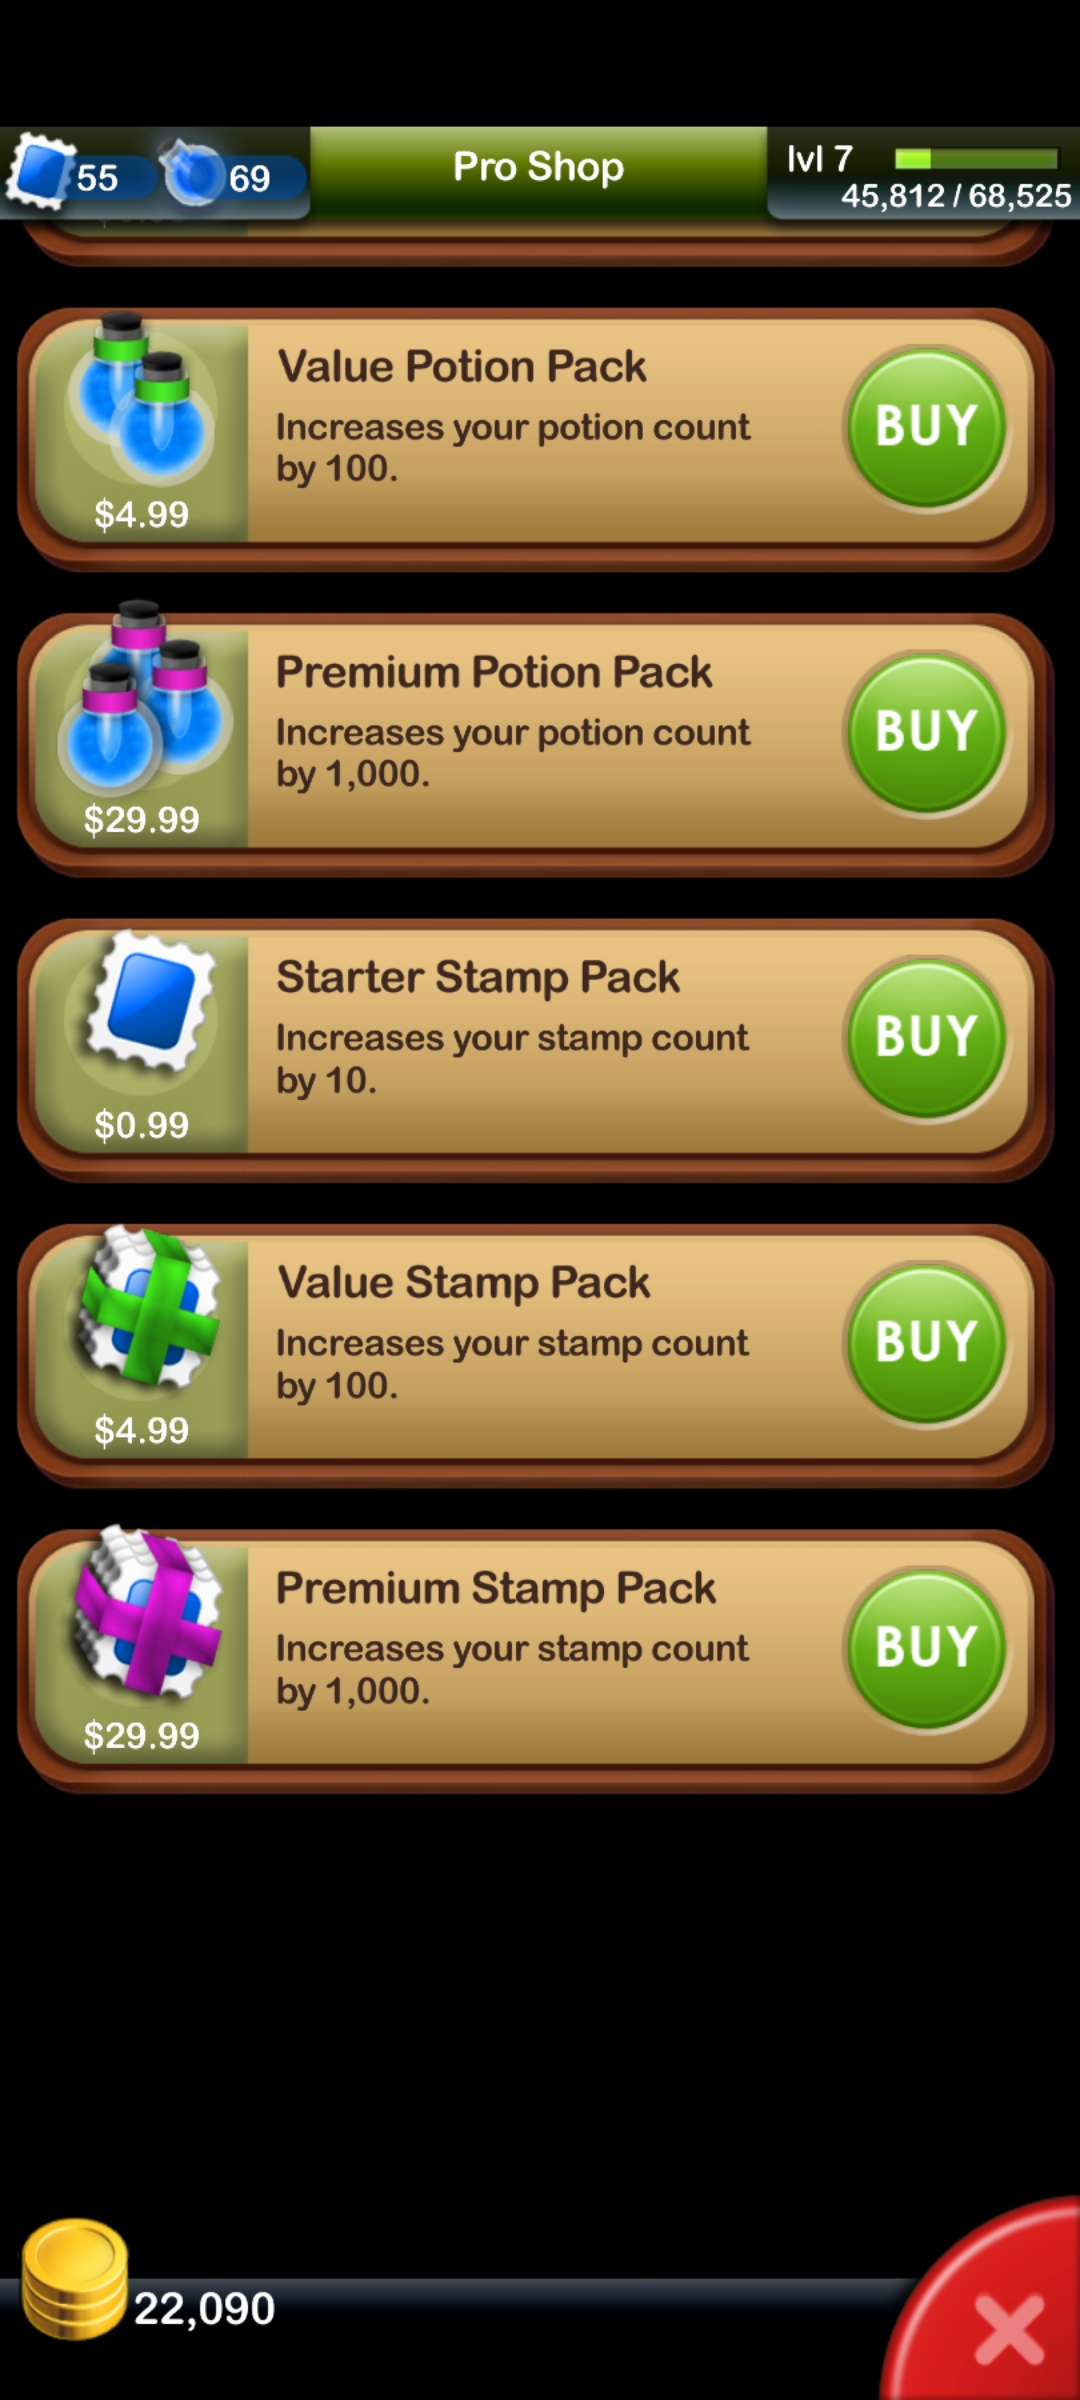 55
69
Pro Shop
lvl 7
45,812 / 68,525
Value Potion Pack
Increases your potion count
by 100.
$4.99
BUY
Premium Potion Pack
Increases your potion count
by 1,000.
$29.99
BUY
Starter Stamp Pack
Increases your stamp count
by 10.
$0.99
BUY
Value Stamp Pack
Increases your stamp count
by 100.
$4.99
BUY
Premium Stamp Pack
Increases your stamp count
by 1,000.
$29.99
BUY
22,090